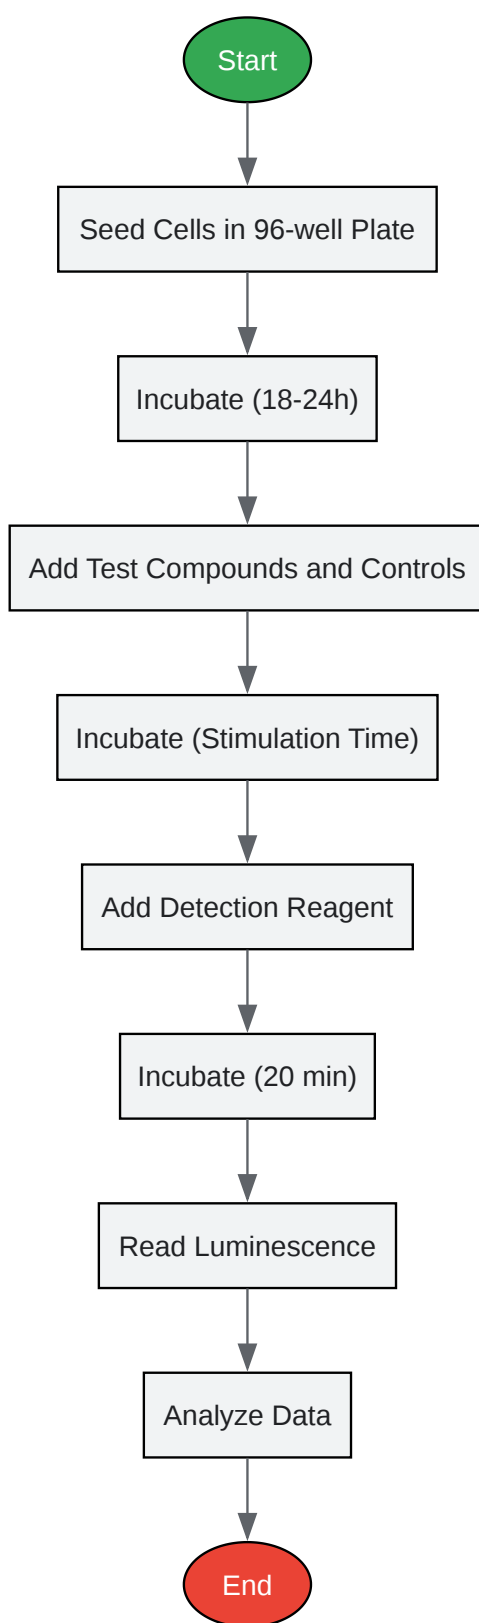 Start
Seed Cells in 96-well Plate
Incubate (18-24h)
Add Test Compounds and Controls
Incubate (Stimulation Time)
Add Detection Reagent
Incubate (20 min)
Read Luminescence
Analyze Data
End